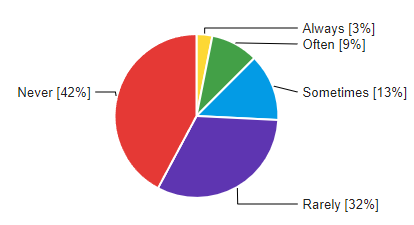 Always [3%]
Often [9%]
Never [42%]
Sometimes [13%]
Rarely [32%]